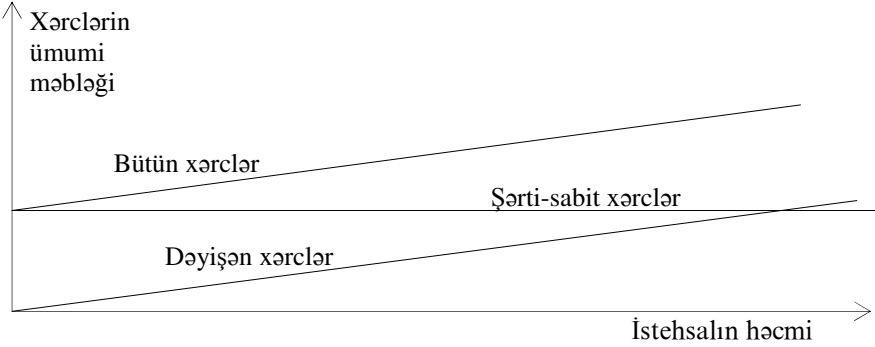 Xərclərin
ümumi
məbləği
Bütün xərclər
Şərti-sabit xərclər
Dəyişən xərclər
İstehsalın həcmi